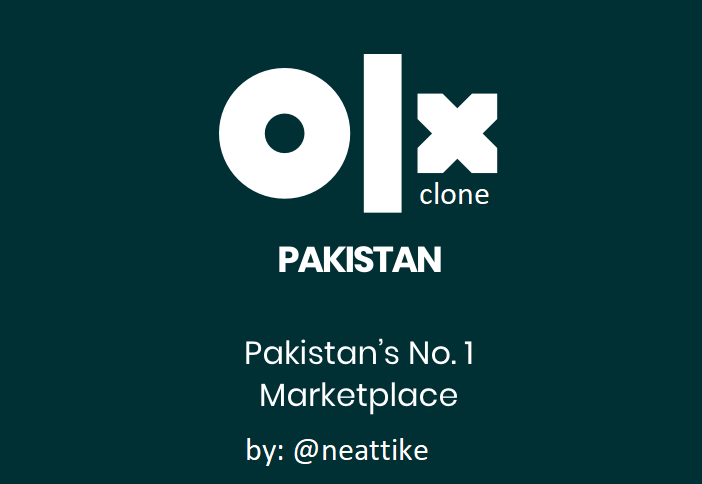 olx
clone
PAKISTAN
Pakistan’s No. 1
Marketplace
by: @neattike